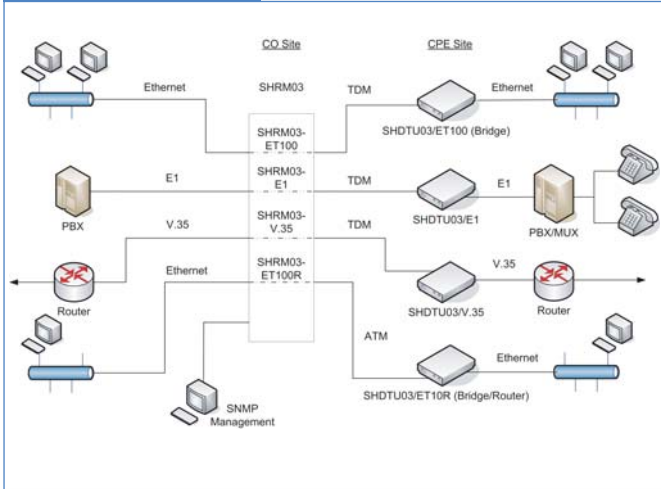 CO Site
CPE Site
Ethernet
SHRM03
TDM
Ethernet
SHRM03-
ET100
SHDTU03/ET100 (Bridge)
E1
SHRM03-
E1
TDM
E1
PBX
SHDTU03/E1
PBX/MUX
V.35
SHRM03-
V.35
TDM
V.35
Ethernet
SHRM03-
ET100R
Router
SHDTU03/V.35
Router
ATM
Ethernet
SHDTU03/ET10R (Bridge/Router)
SNMP
Management